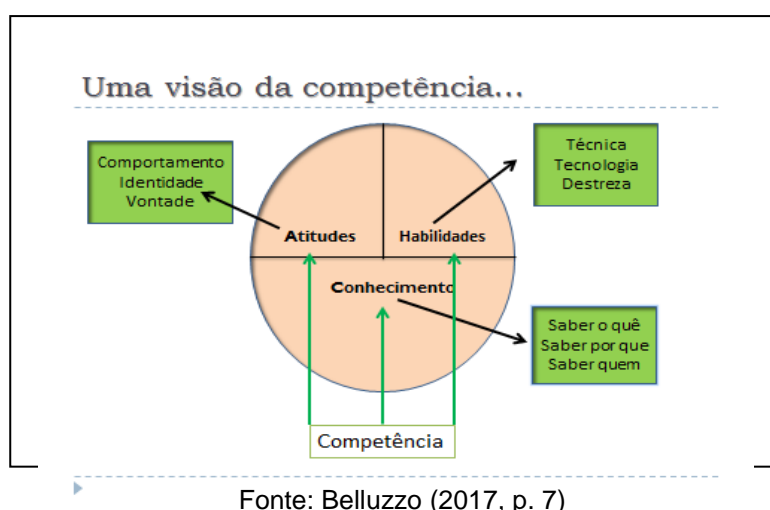 Uma visão da competência...
Comportamento
Identidade
Vontade
Técnica
Tecnologia
Destreza
Atitudes
Habilidades
Conhecimento
Saber o quê
Saber por que
Saber quem
Competência
Fonte: Belluzzo (2017, p. 7)